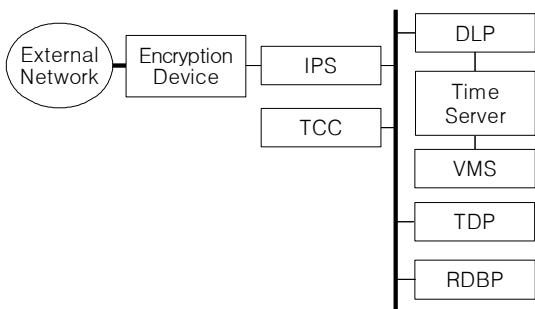 External
Network
Encryption
Device
IPS
TCC
DLP
Time
Server
VMS
TDP
RDBP